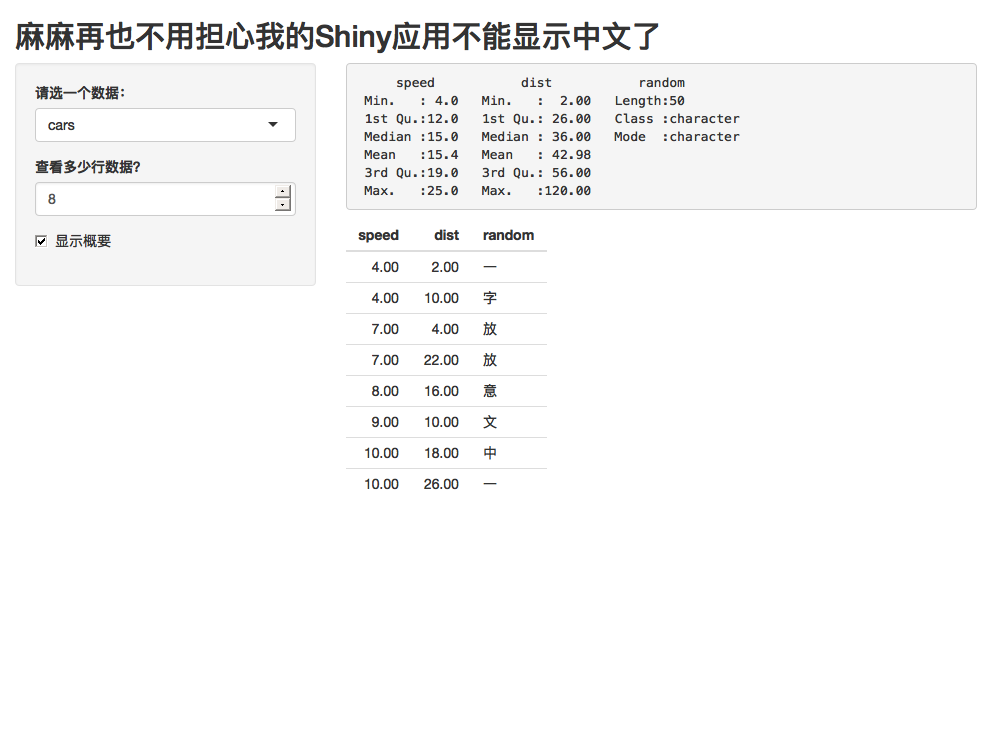 麻麻再也不用担心我的Shiny应用不能显示中文了
请选一个数据：
cars
查看多少行数据?
8
显示概要
speed dist random
Min. : 4.0 Min. : 2.00 Length:50
1st Qu.:12.0 1st Qu.: 26.00 Class :character
Median :15.0 Median : 36.00 Mode :character
Mean :15.4 Mean : 42.98
3rd Qu.:19.0 3rd Qu.: 56.00
Max. :25.0 Max. :120.00
speed dist random
4.00 2.00 一
4.00 10.00 字
7.00 4.00 放
7.00 22.00 放
8.00 16.00 意
9.00 10.00 文
10.00 18.00 中
10.00 26.00 一